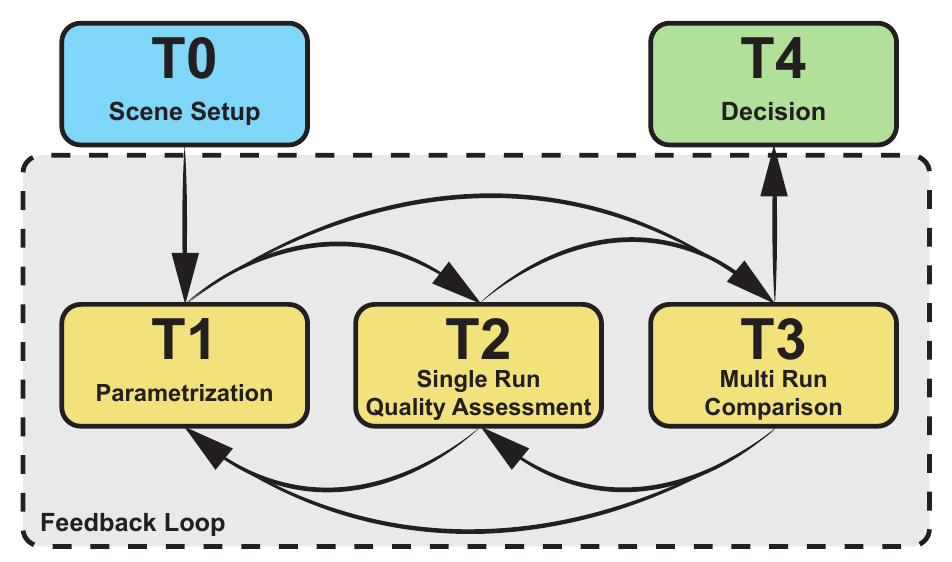 T0
Scene Setup
T4
Decision
T1
Parametrization
T2
Single Run
Quality Assessment
T3
Multi Run
Comparison
Feedback Loop